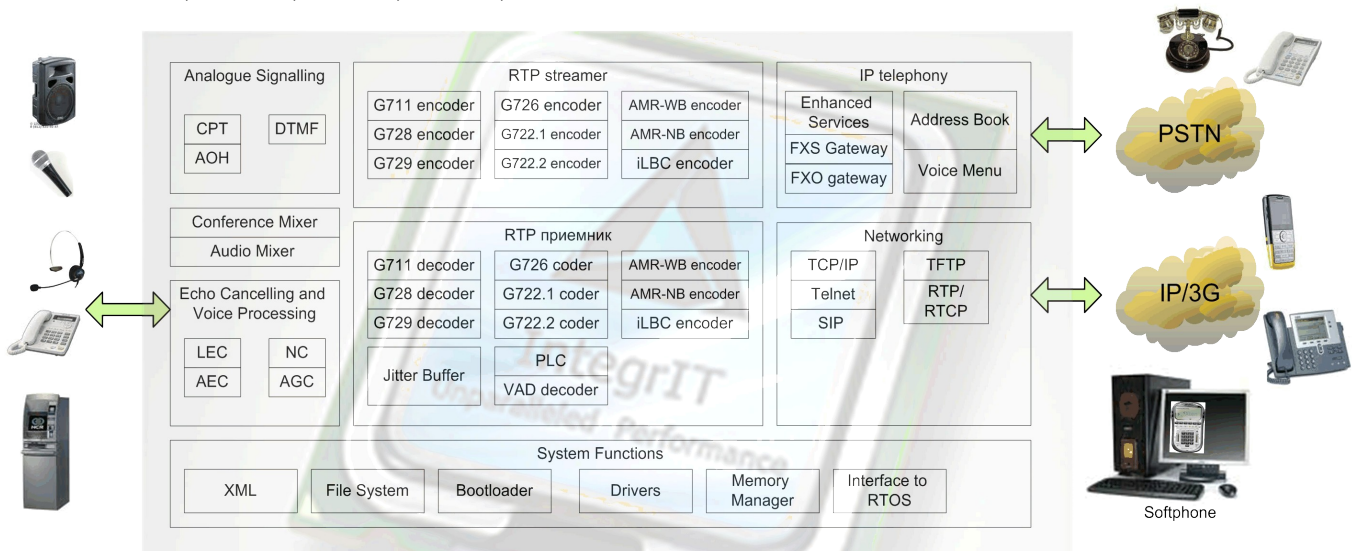 Analogue Signalling
CPT
DTMF
AOH
Conference Mixer
Audio Mixer
Echo Cancelling and
Voice Processing
LEC
NC
AEC
AGC
RTP streamer
G711 encoder
G726 encoder
AMR-WB encoder
G728 encoder
G722.1 encoder
AMR-NB encoder
G729 encoder
G722.2 encoder
iLBC encoder
RTP приемник
G711 decoder
G726 coder
AMR-WB encoder
G728 decoder
G722.1 coder
AMR-NB encoder
G729 decoder
G722.2 coder
iLBC encoder
Jitter Buffer
PLC
VAD decoder
IP telephony
Enhanced
Services
FXS Gateway
FXO gateway
Address Book
Voice Menu
Networking
TCP/IP
TFTP
Telnet
RTP/
RTCP
SIP
System Functions
XML
File System
Bootloader
Drivers
Memory
Manager
Interface to
RTOS
PSTN
IP/3G
Softphone
IntegrIT
Unparalleled Performance